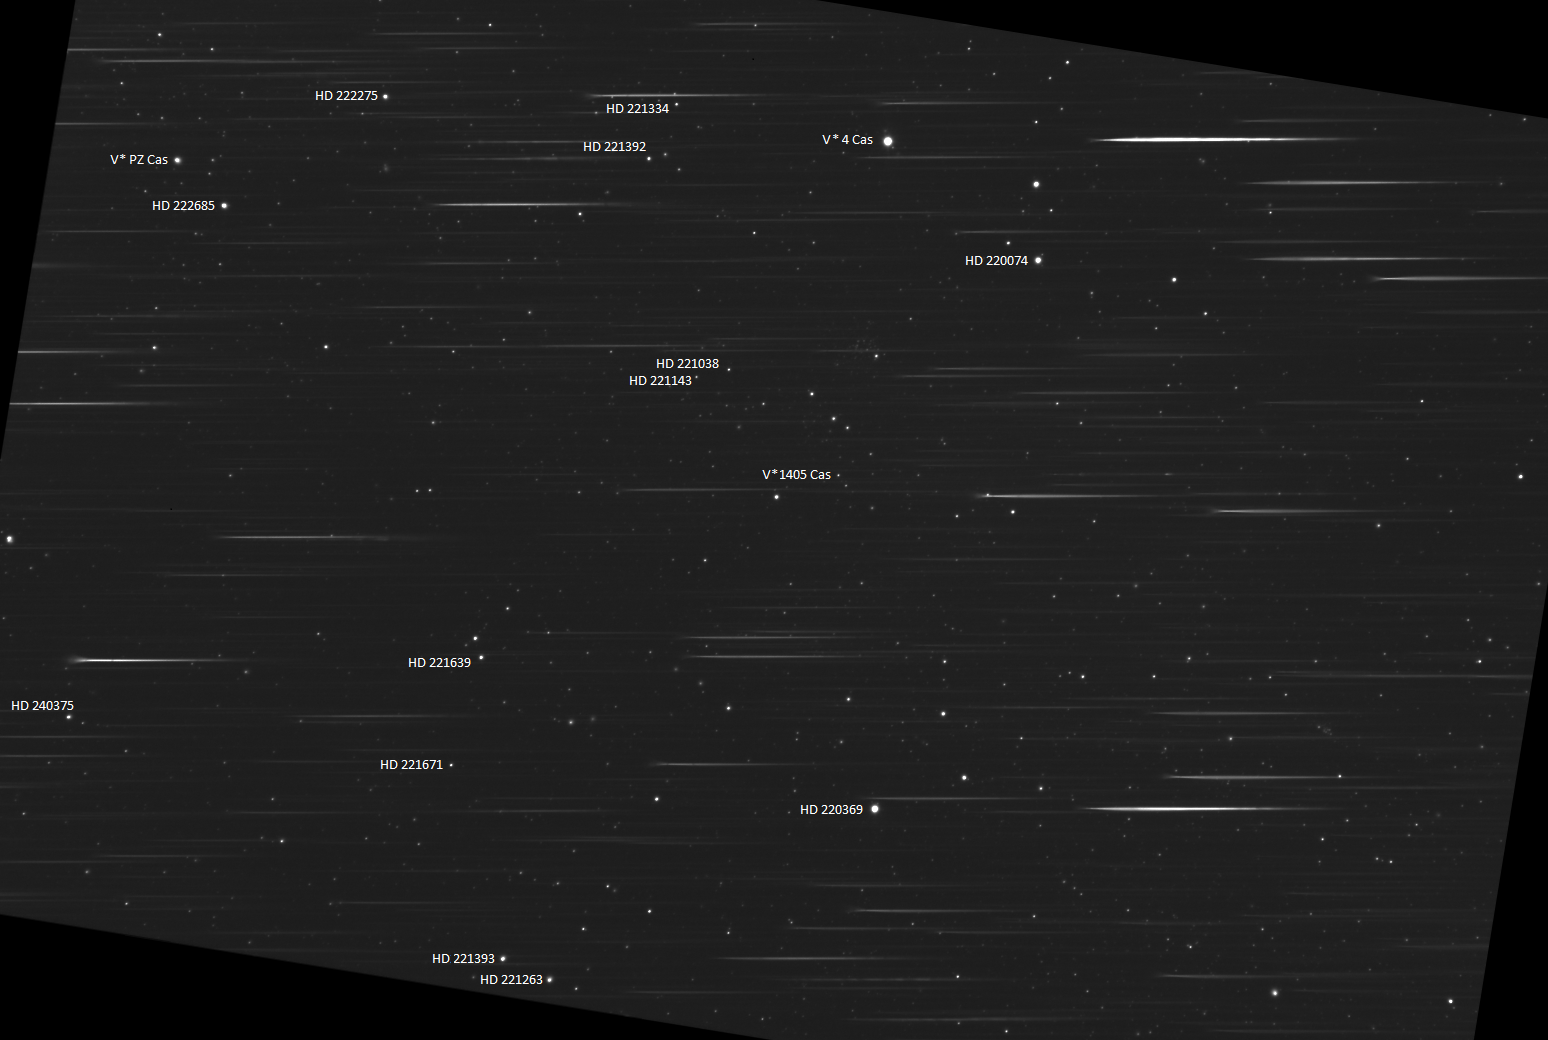 HD 222275
HD 221334
V* 4 Cas
HD 221392
V* PZ Cas
HD 222685
HD 220074
HD 221038
HD 221143
V*1405 Cas
HD 221639
HD 240375
HD 221671
HD 220369
HD 221393
HD 221263